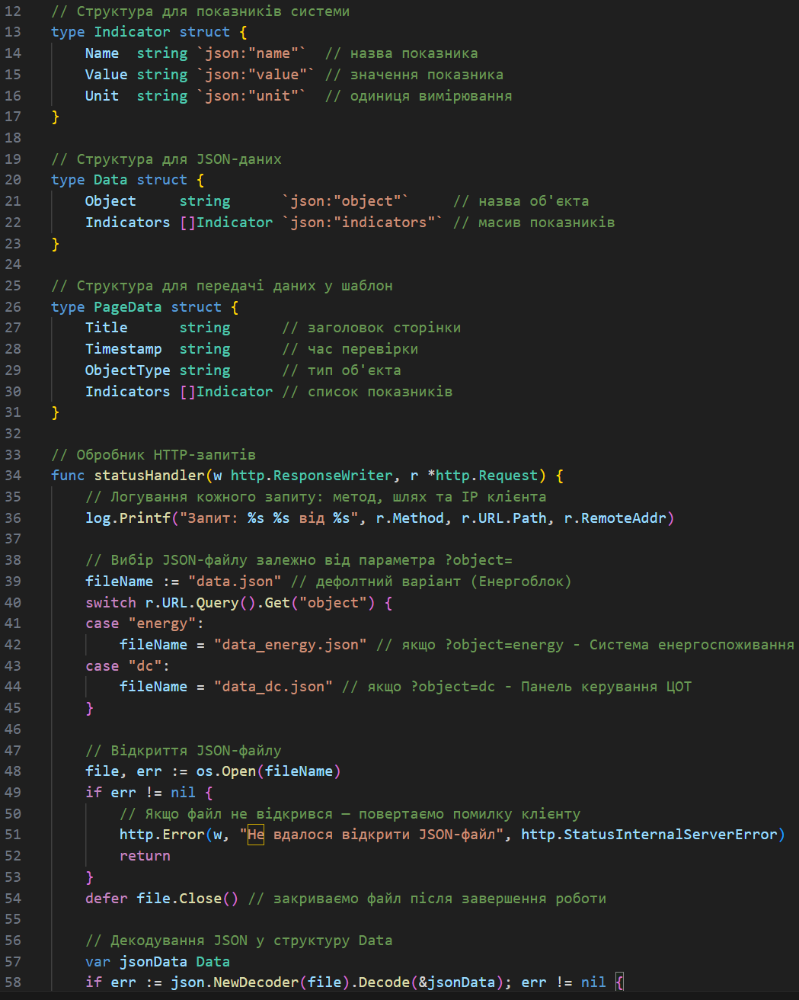 12 // Структура для показників системи
13 type Indicator struct {
14     Name  string `json:"name"`  // назва показника
15     Value string `json:"value"` // значення показника
16     Unit  string `json:"unit"`  // одиниця вимірювання
17 }
18
19 // Структура для JSON-даних
20 type Data struct {
21     Object     string      `json:"object"`     // назва об'єкта
22     Indicators []Indicator `json:"indicators"` // масив показників
23 }
24
25 // Структура для передачі даних у шаблон
26 type PageData struct {
27     Title      string      // заголовок сторінки
28     Timestamp  string      // час перевірки
29     ObjectType string      // тип об'єкта
30     Indicators []Indicator // список показників
31 }
32
33 // Обробник HTTP-запитів
34 func statusHandler(w http.ResponseWriter, r *http.Request) {
35     // Логування кожного запиту: метод, шлях та IP клієнта
36     log.Printf("Запит: %s %s від %s", r.Method, r.URL.Path, r.RemoteAddr)
37
38     // Вибір JSON-файлу залежно від параметра ?object=
39     fileName := "data.json" // дефолтний варіант (Енергоблок)
40     switch r.URL.Query().Get("object") {
41     case "energy":
42         fileName = "data_energy.json" // якщо ?object=energy - Система енергоспоживання
43     case "dc":
44         fileName = "data_dc.json" // якщо ?object=dc - Панель керування ЦОТ
45     }
46
47     // Відкриття JSON-файлу
48     file, err := os.Open(fileName)
49     if err != nil {
50         // Якщо файл не відкрився — повертаємо помилку клієнту
51         http.Error(w, "Не вдалося відкрити JSON-файл", http.StatusInternalServerError)
52         return
53     }
54     defer file.Close() // закриваємо файл після завершення роботи
55
56     // Декодування JSON у структуру Data
57     var jsonData Data
58     if err := json.NewDecoder(file).Decode(&jsonData); err != nil {